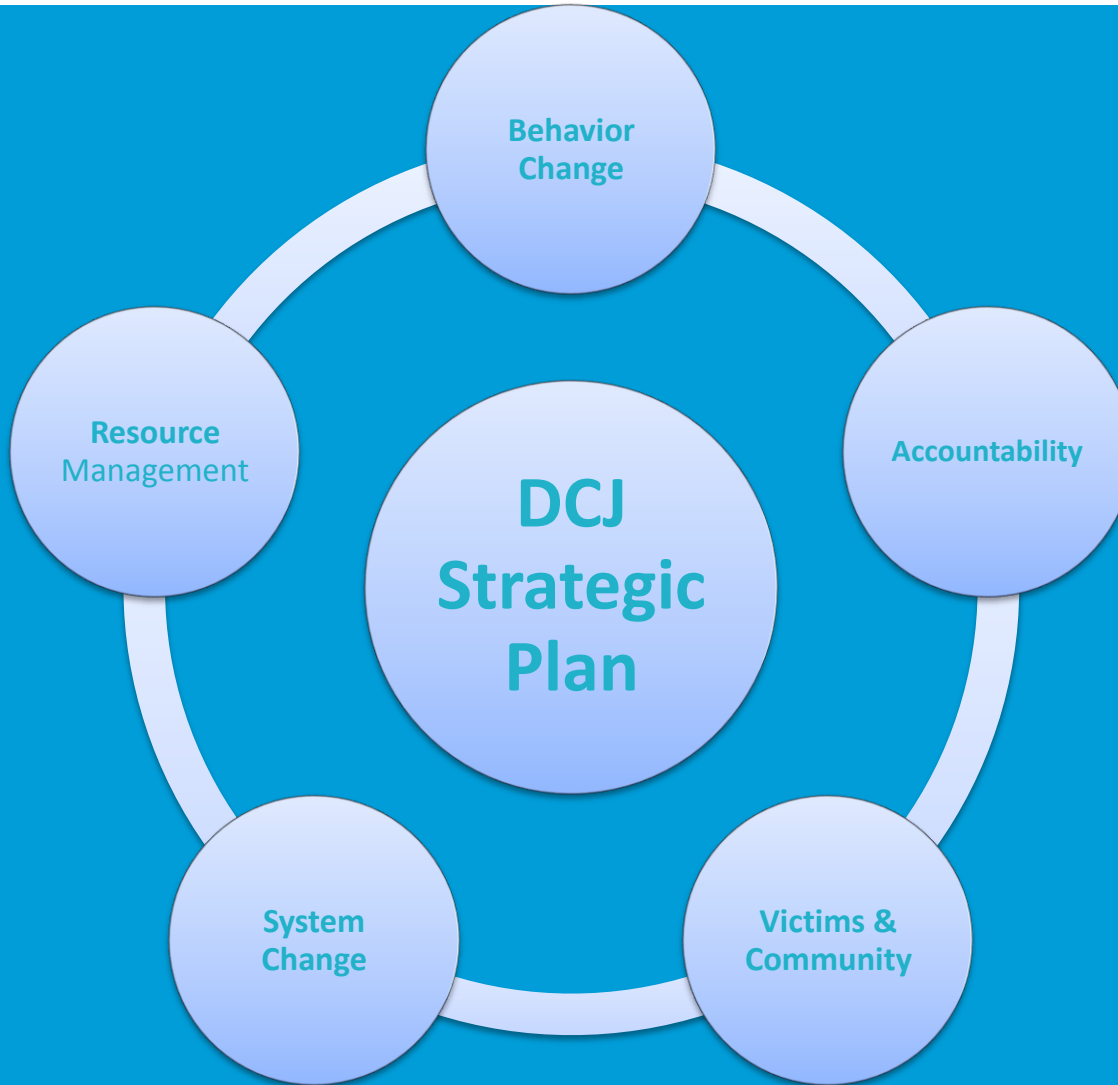 Behavior
Change
Resource
Management
Accountability
DCJ
Strategic
Plan
System
Change
Victims &
Community